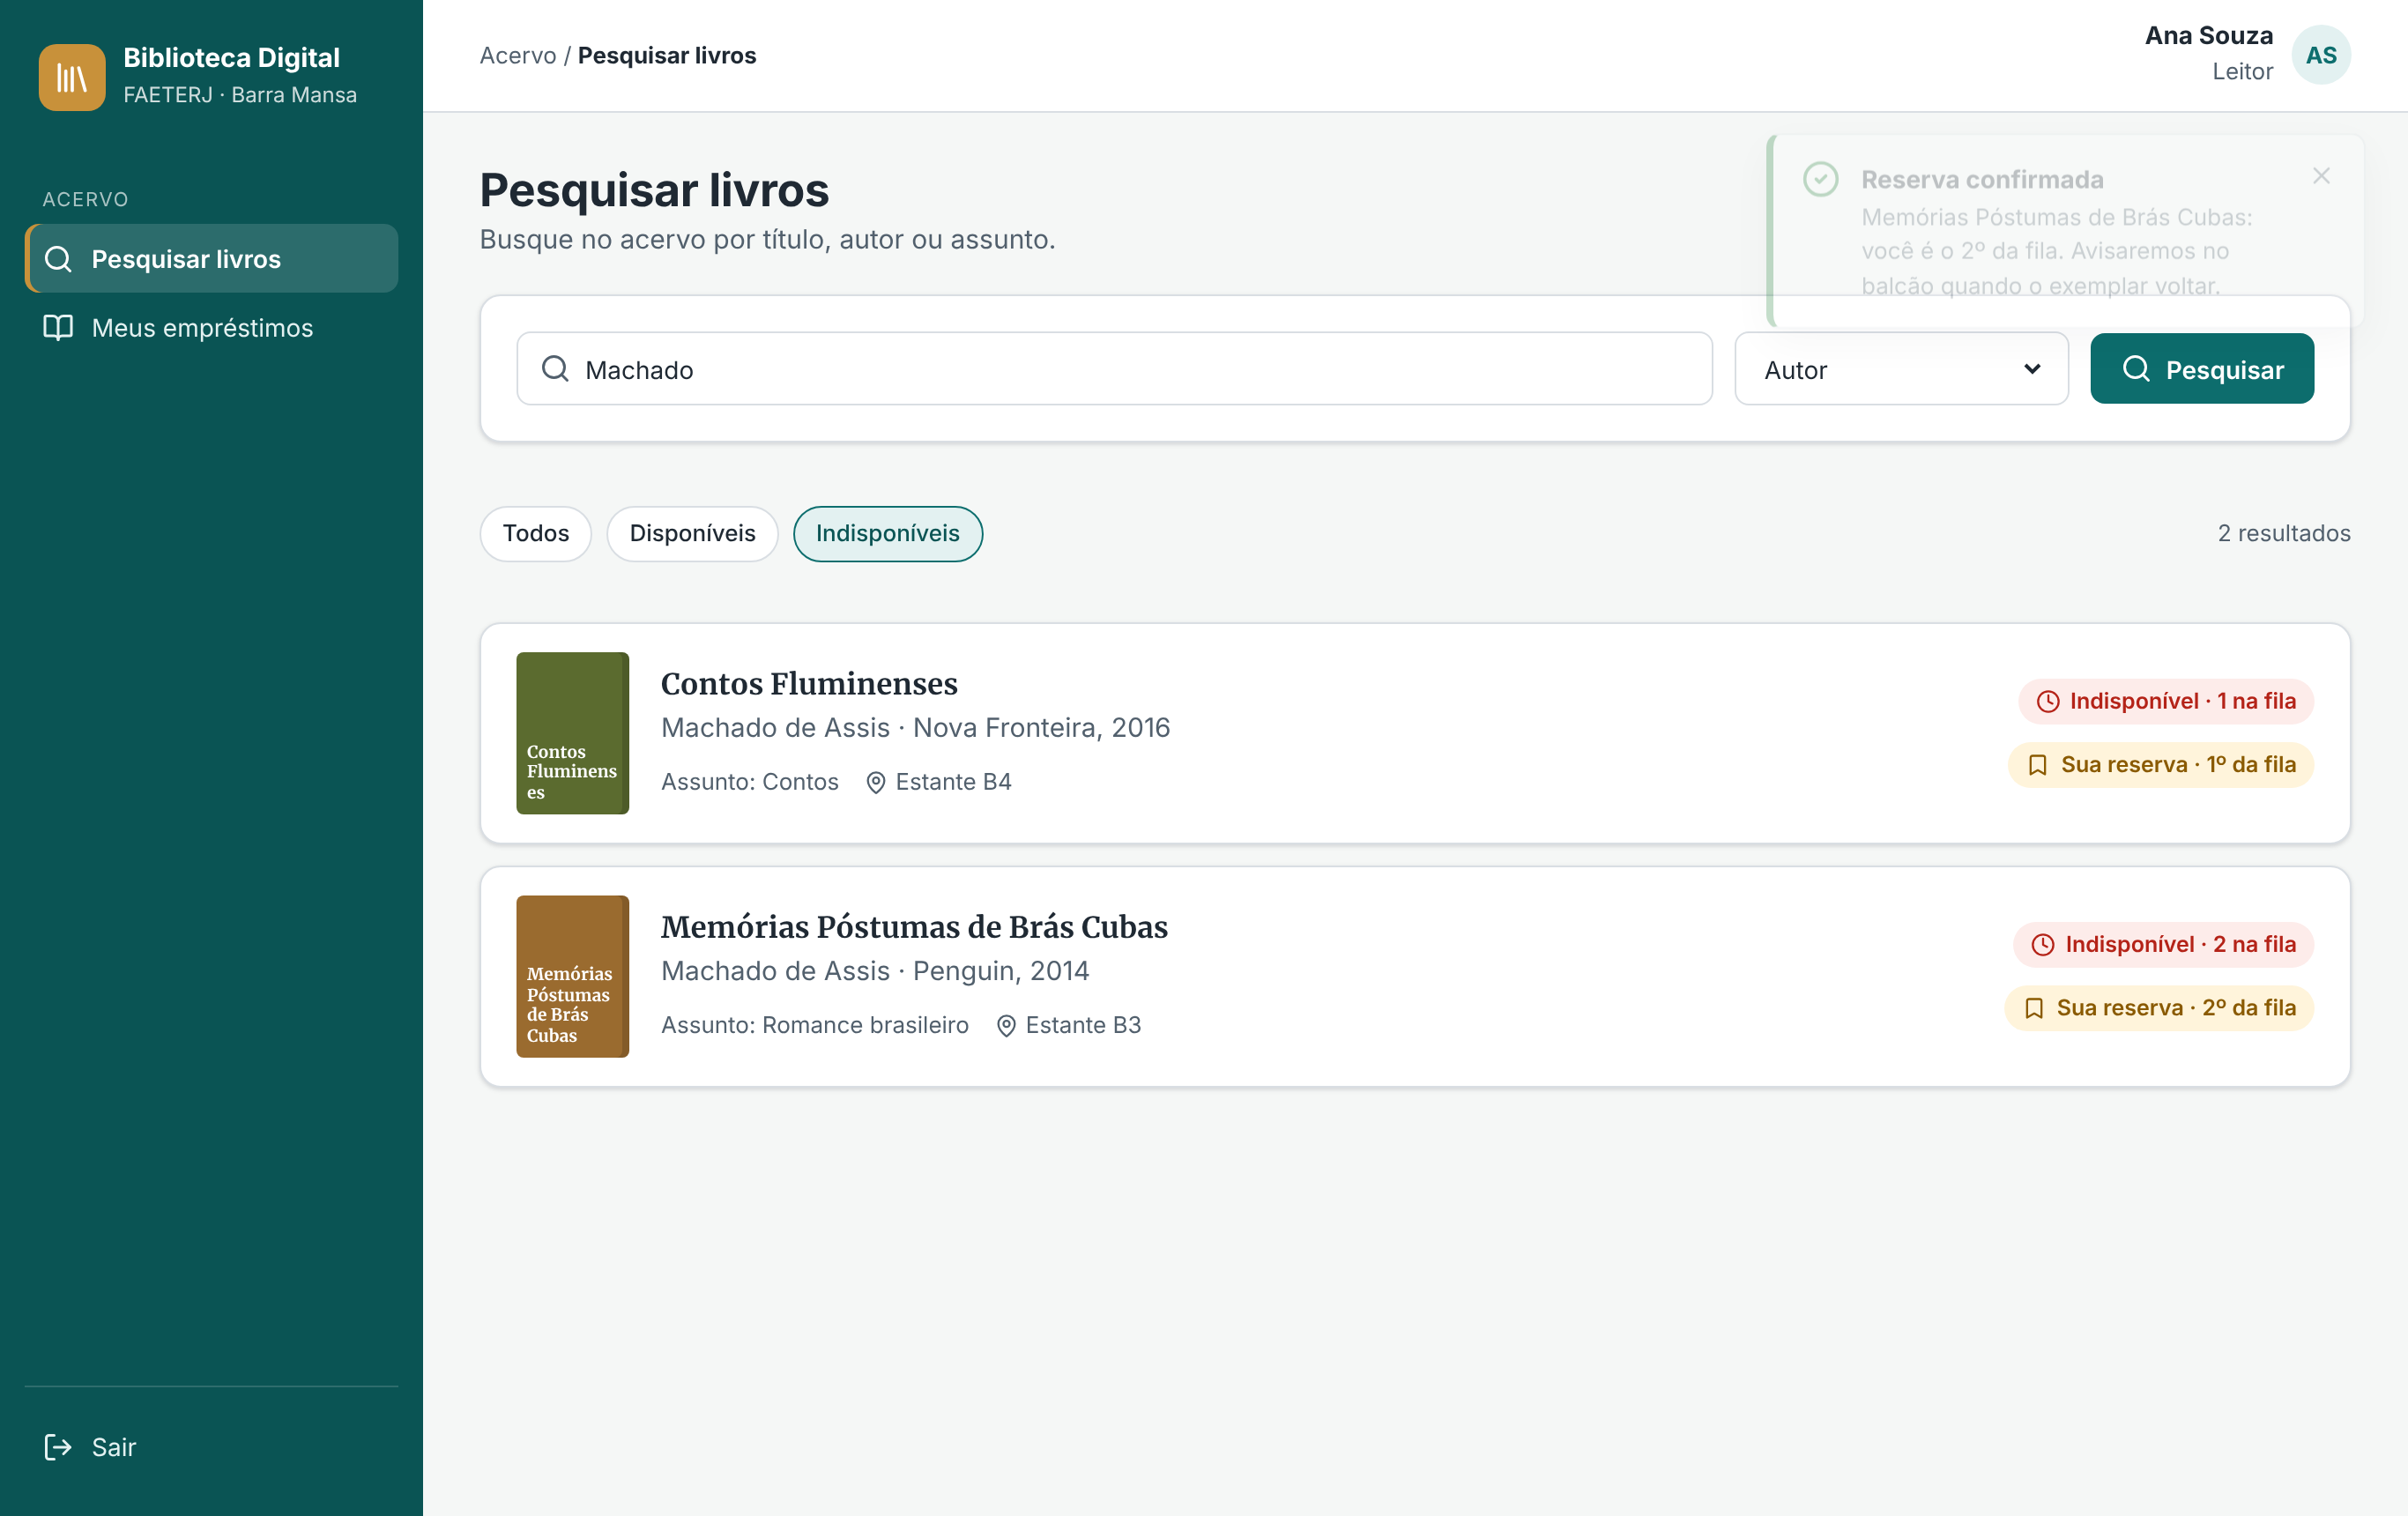 Biblioteca Digital
FAETERJ · Barra Mansa
ACERVO
Pesquisar livros
Meus empréstimos
Sair
Acervo / Pesquisar livros
Ana Souza
Leitor
AS
Pesquisar livros
Busque no acervo por título, autor ou assunto.
Reserva confirmada
Memórias Póstumas de Brás Cubas:
você é o 2º da fila. Avisaremos no
balcão quando o exemplar voltar.
Machado
Autor
Pesquisar
Todos
Disponíveis
Indisponíveis
2 resultados
Contos
Fluminens
es
Contos Fluminenses
Machado de Assis · Nova Fronteira, 2016
Assunto: Contos
Estante B4
Indisponível · 1 na fila
Sua reserva · 1º da fila
Memórias
Póstumas
de Brás
Cubas
Memórias Póstumas de Brás Cubas
Machado de Assis · Penguin, 2014
Assunto: Romance brasileiro
Estante B3
Indisponível · 2 na fila
Sua reserva · 2º da fila